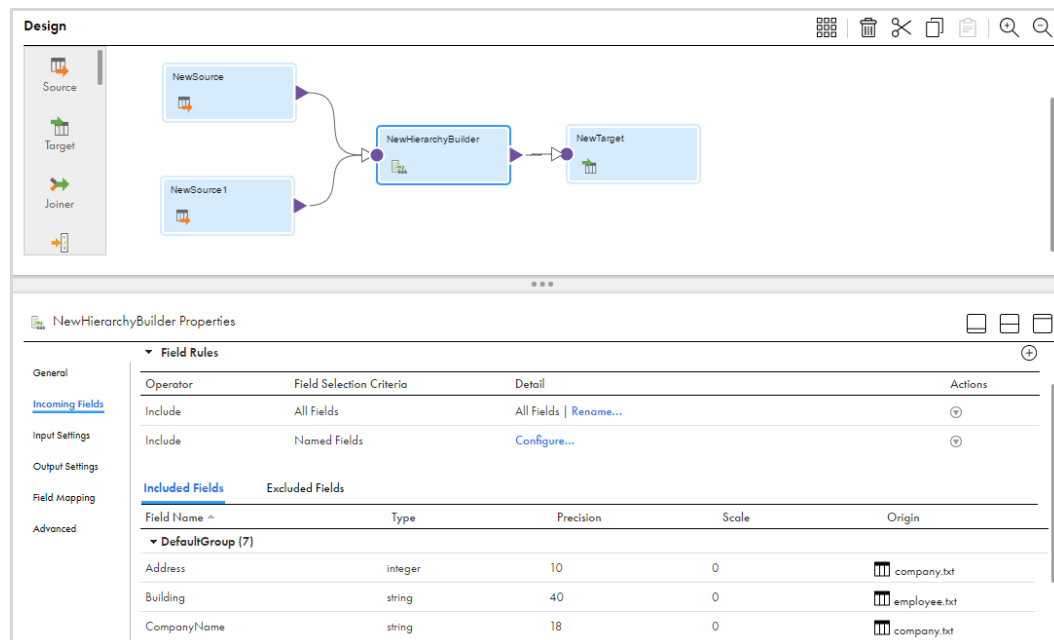 Design
Source
Target
Joiner
NewSource
NewSource1
NewHierarchyBuilder
NewTarget
NewHierarchyBuilder Properties
General
Incoming Fields
Input Settings
Output Settings
Field Mapping
Advanced
Field Rules
Operator Field Selection Criteria Detail Actions
Include All Fields All Fields | Rename...
Include Named Fields Configure...
Included Fields Excluded Fields
Field Name Type Precision Scale Origin
DefaultGroup (7)
Address integer 10 0 company.txt
Building string 40 0 employee.txt
CompanyName string 18 0 company.txt